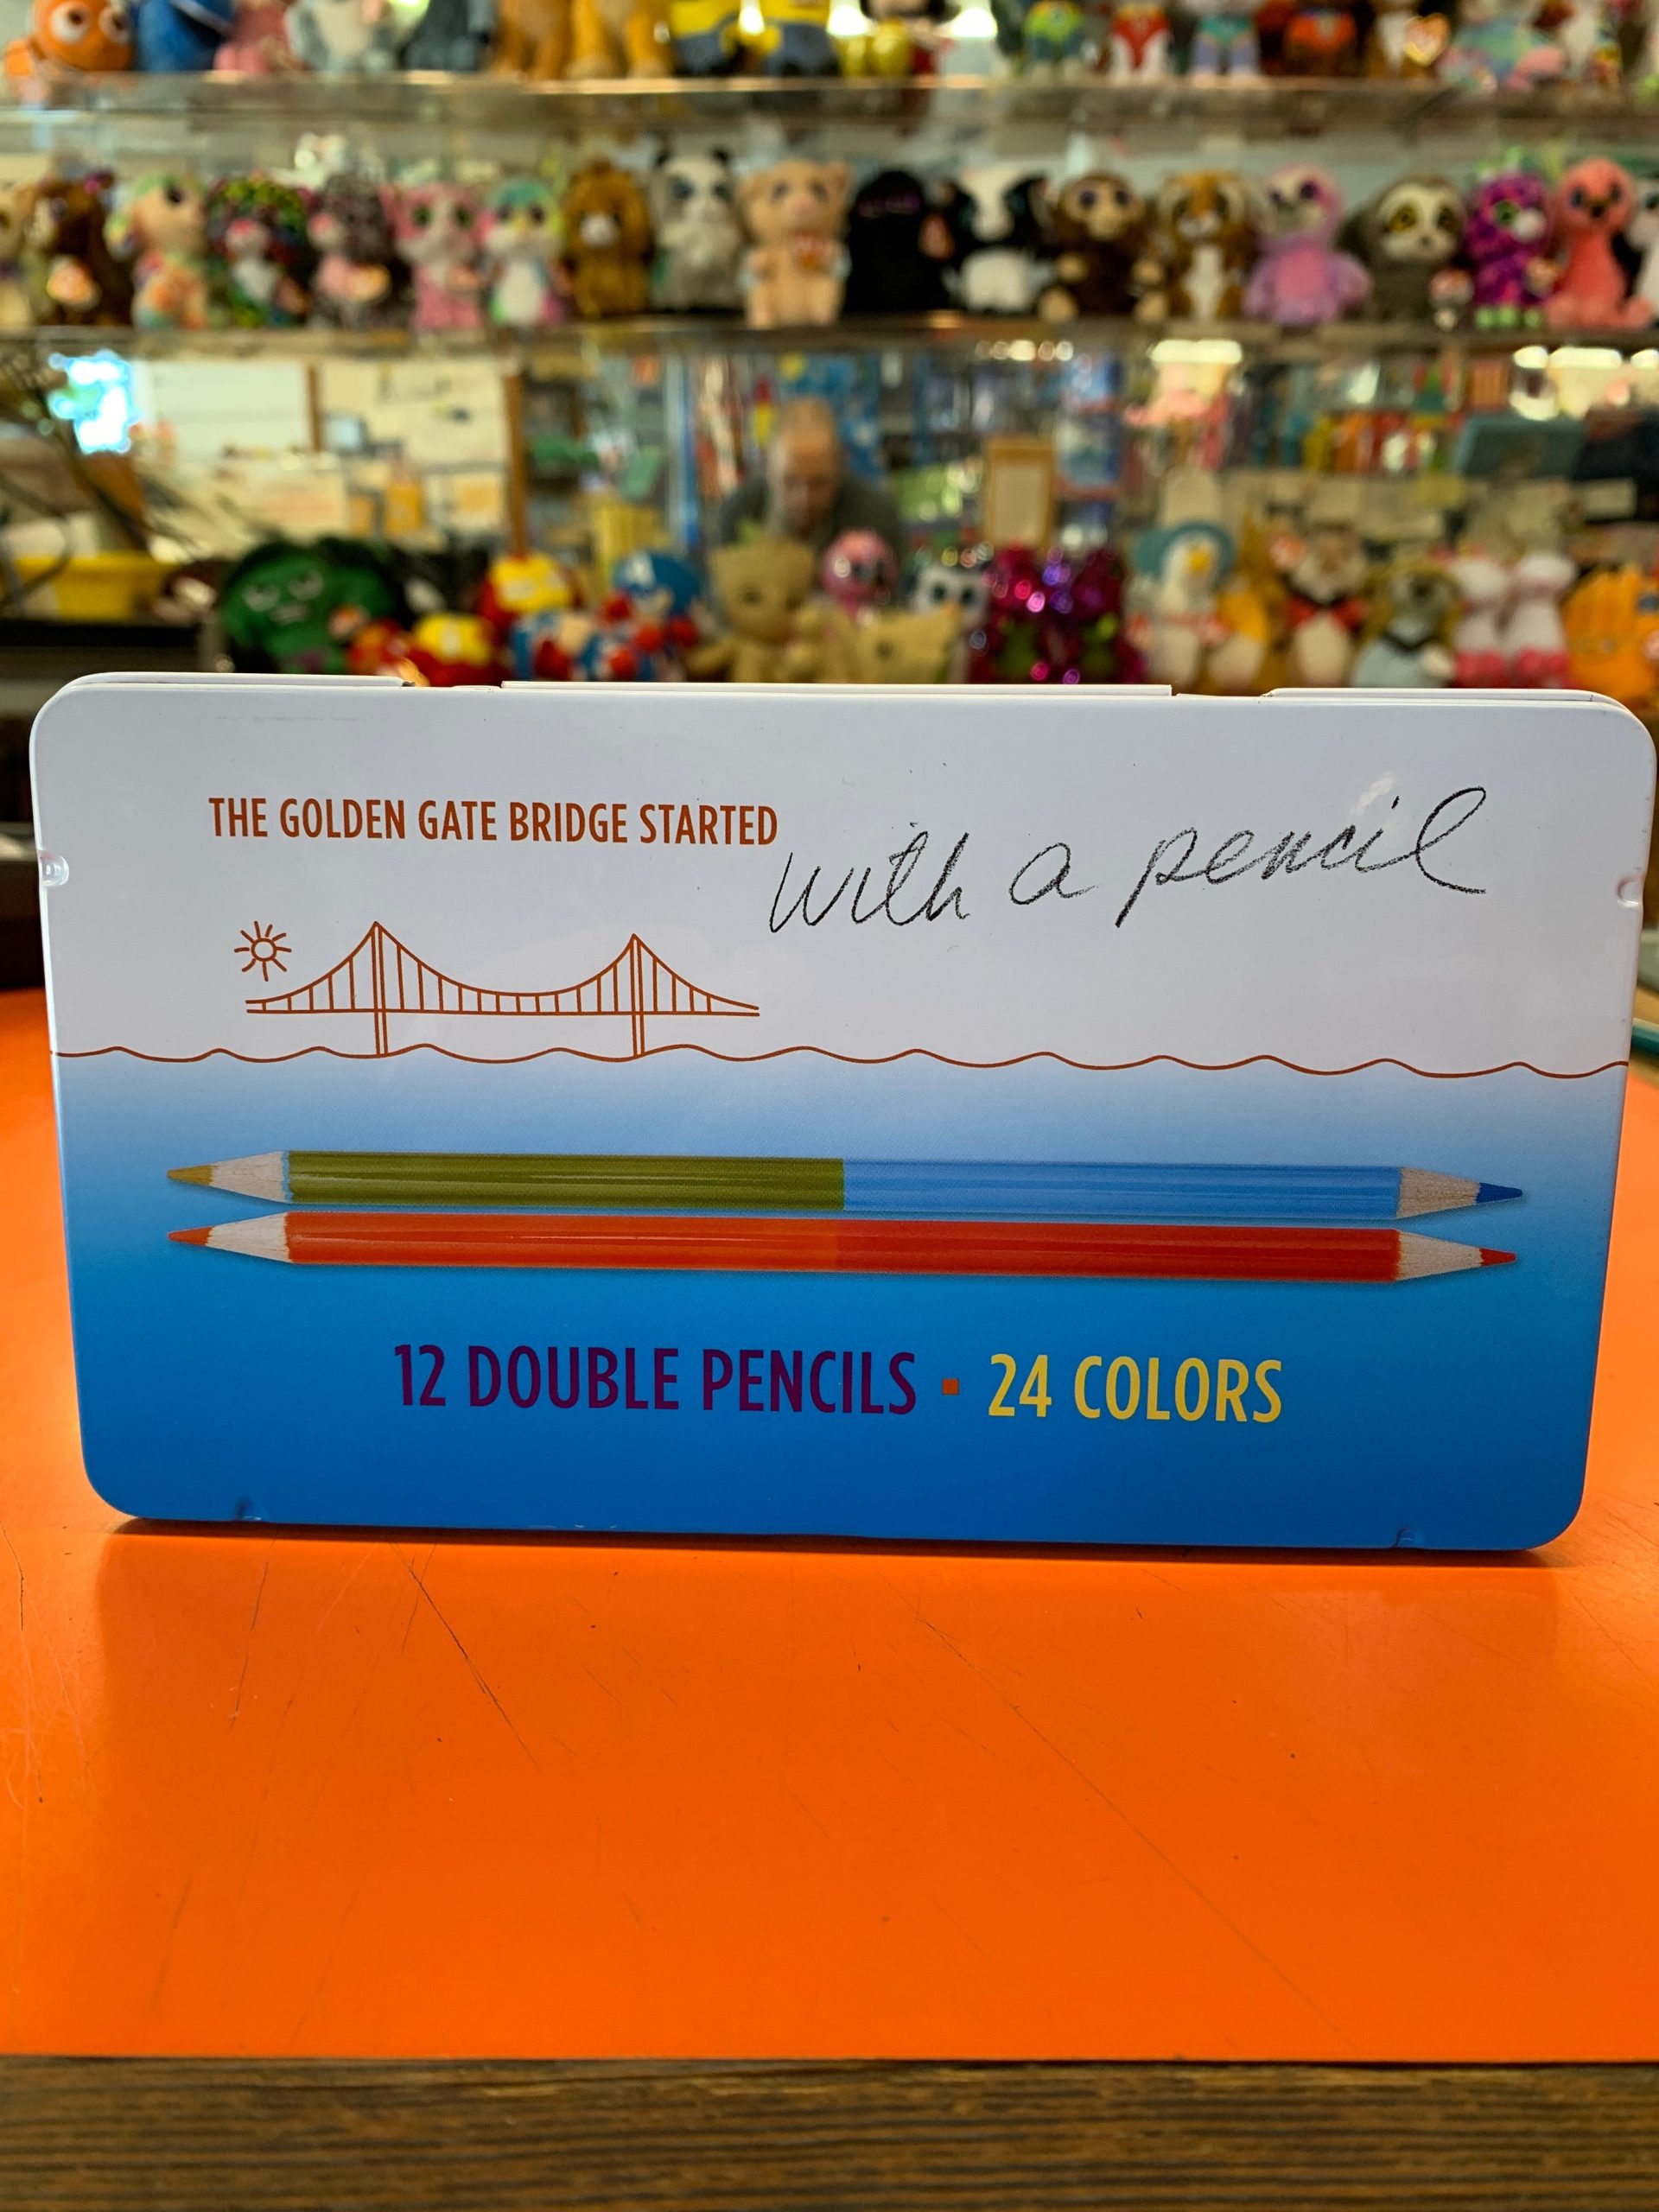 THE GOLDEN GATE BRIDGE STARTED
with a pencil
12 DOUBLE PENCILS ▪ 24 COLORS